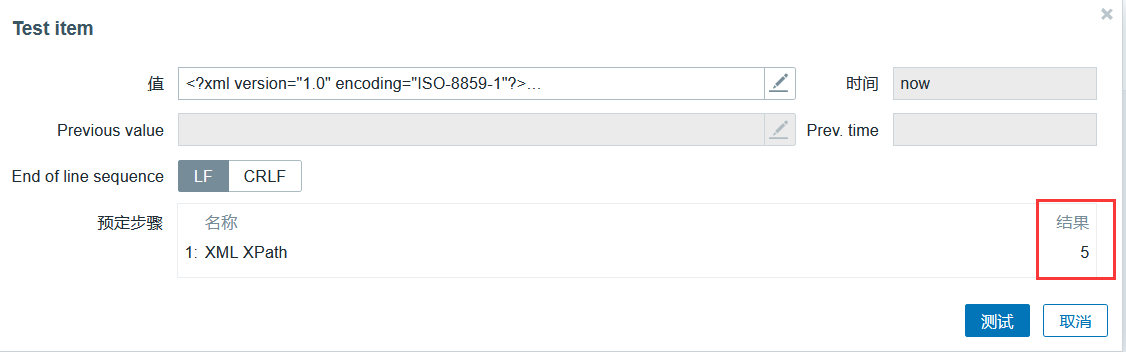 Test item
值 <?xml version="1.0" encoding="ISO-8859-1"?>... 时间 now
Previous value Prev. time
End of line sequence LF CRLF
预定步骤 名称 结果
1: XML XPath 5
测试 取消